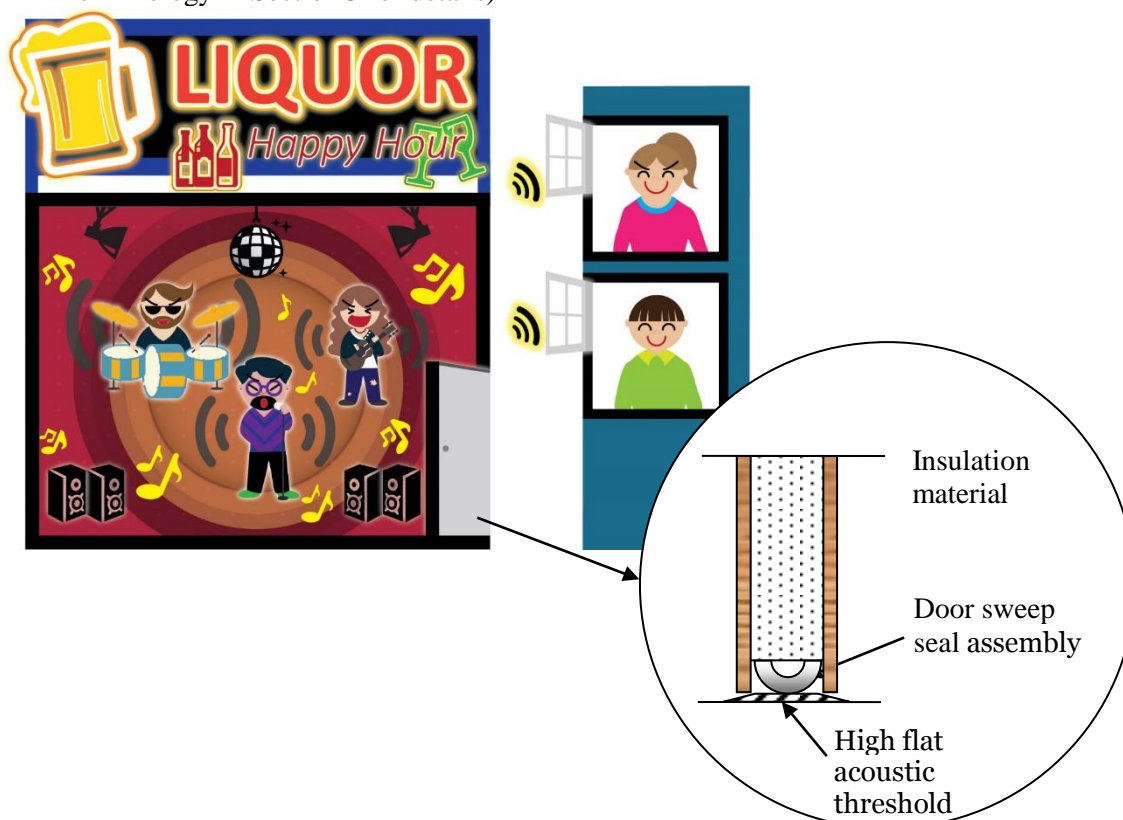 LIQUOR
Happy Hour
Insulation
material
Door sweep
seal assembly
High flat
acoustic
threshold